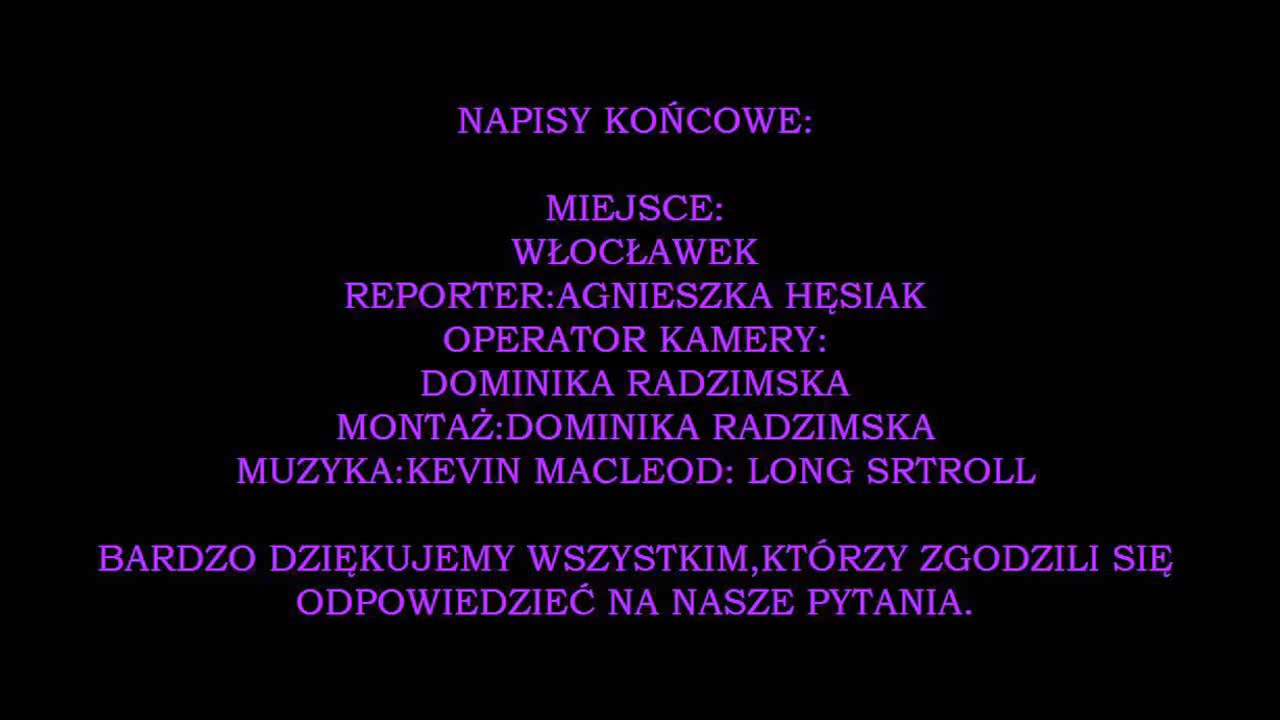 NAPISY KOŃCOWE:
MIEJSCE:
WŁOCŁAWEK
REPORTER:AGNIESZKA HĘSIAK
OPERATOR KAMERY:
DOMINIKA RADZIMSKA
MONTAŻ:DOMINIKA RADZIMSKA
MUZYKA:KEVIN MACLEOD: LONG SRTROLL
BARDZO DZIĘKUJEMY WSZYSTKIM,KTÓRZY ZGODZILI SIĘ
ODPOWIEDZIEĆ NA NASZE PYTANIA.